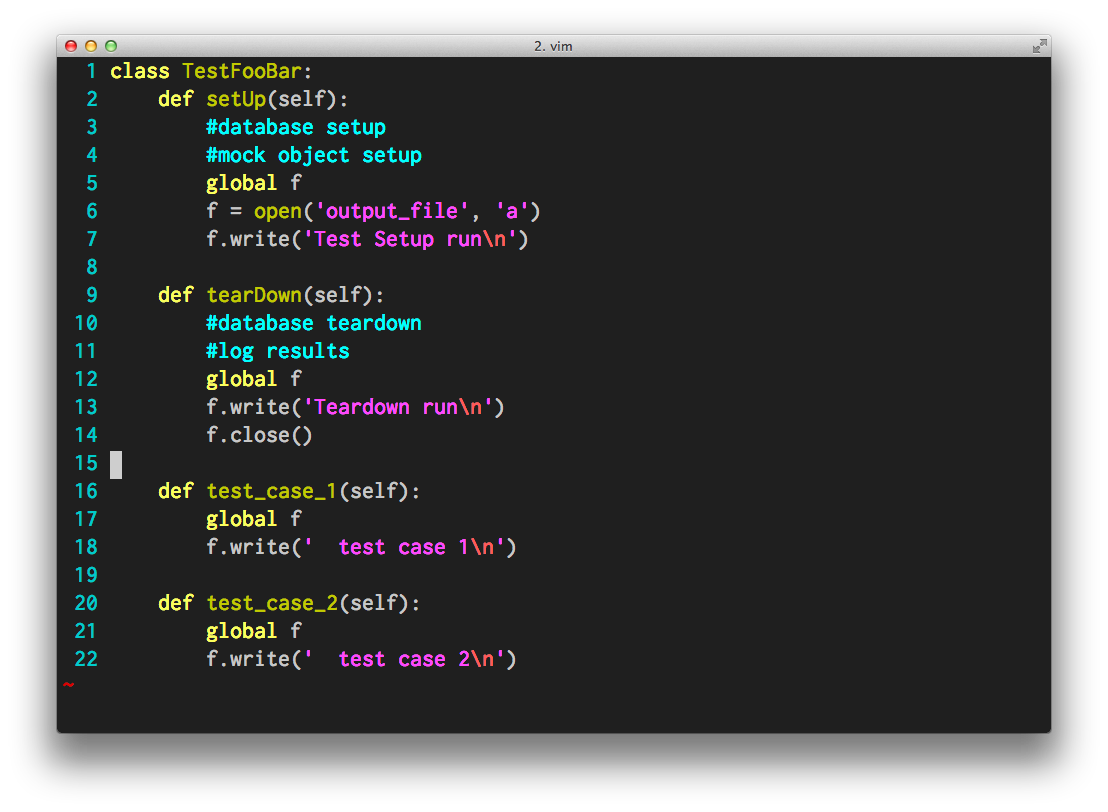 2. vim
1 class TestFooBar:
2     def setUp(self):
3         #database setup
4         #mock object setup
5         global f
6         f = open('output_file', 'a')
7         f.write('Test Setup run\n')
8
9     def tearDown(self):
10         #database teardown
11         #log results
12         global f
13         f.write('Teardown run\n')
14         f.close()
15
16     def test_case_1(self):
17         global f
18         f.write('  test case 1\n')
19
20     def test_case_2(self):
21         global f
22         f.write('  test case 2\n')
~